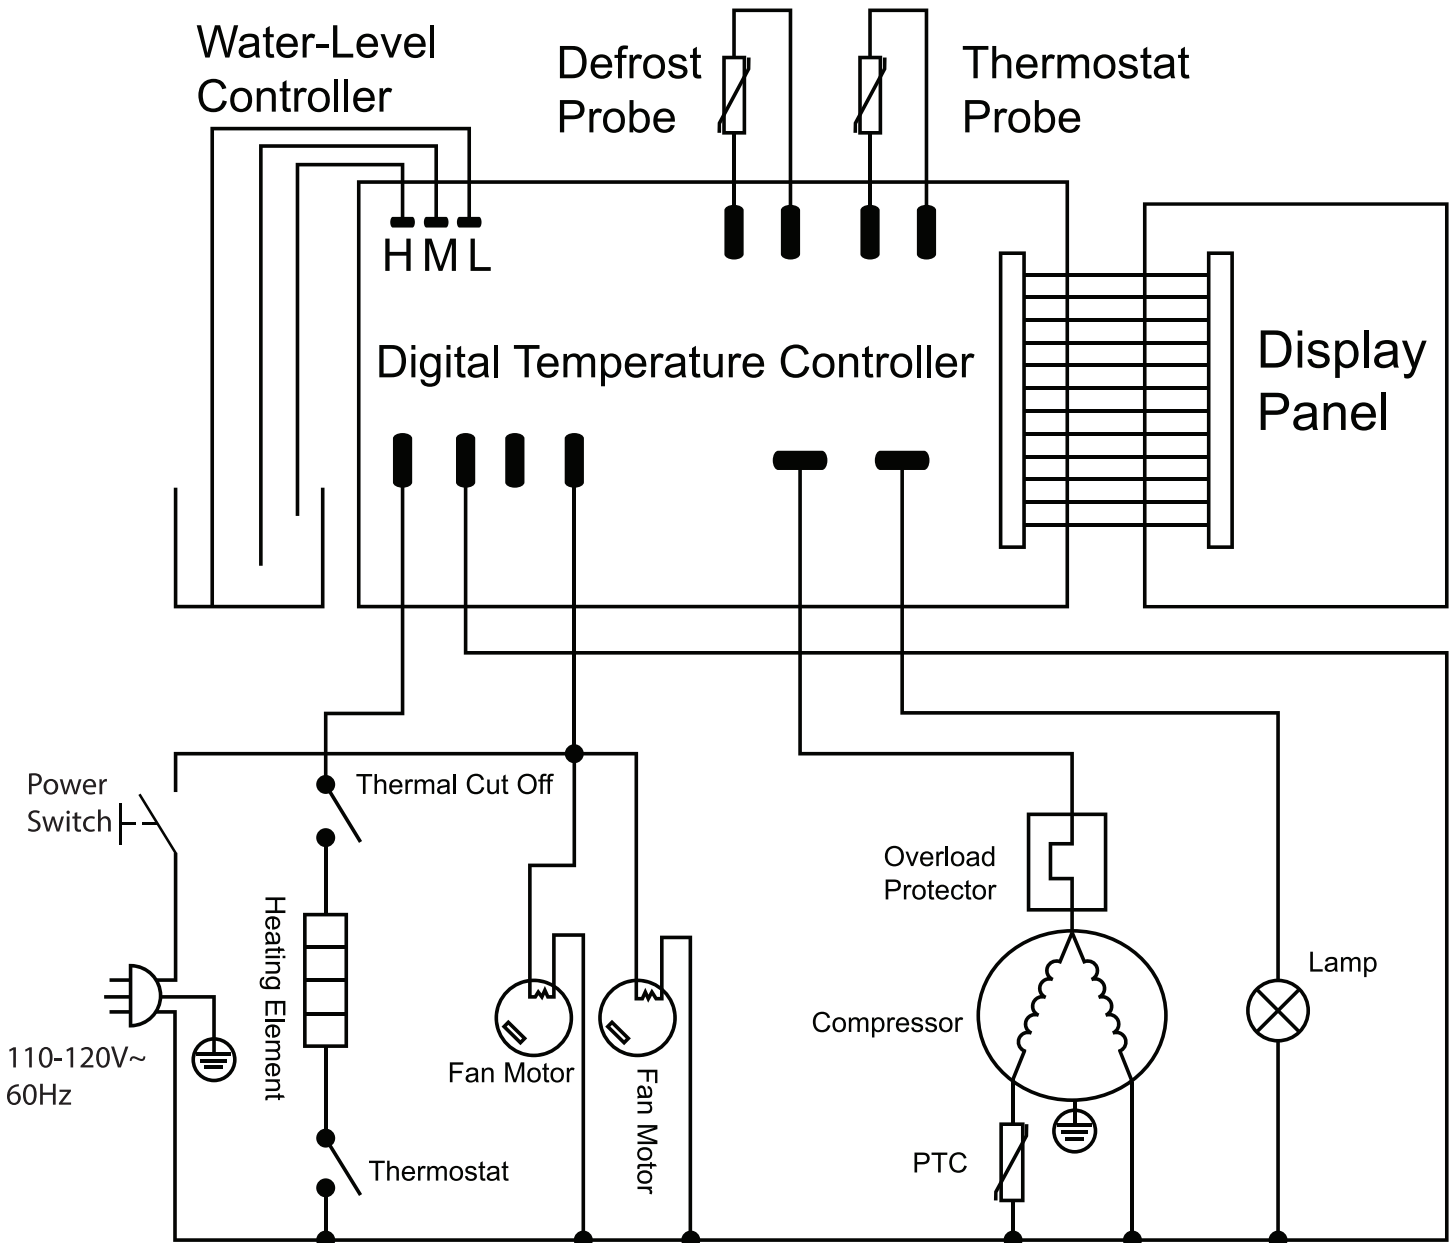 Water-Level
Controller
Defrost
Probe
Thermostat
Probe
H M L
Digital Temperature Controller
Display
Panel
Power
Switch
Thermal Cut Off
Heating Element
Overload
Protector
Lamp
Compressor
110-120V~
60Hz
Fan Motor
Fan Motor
Thermostat
PTC